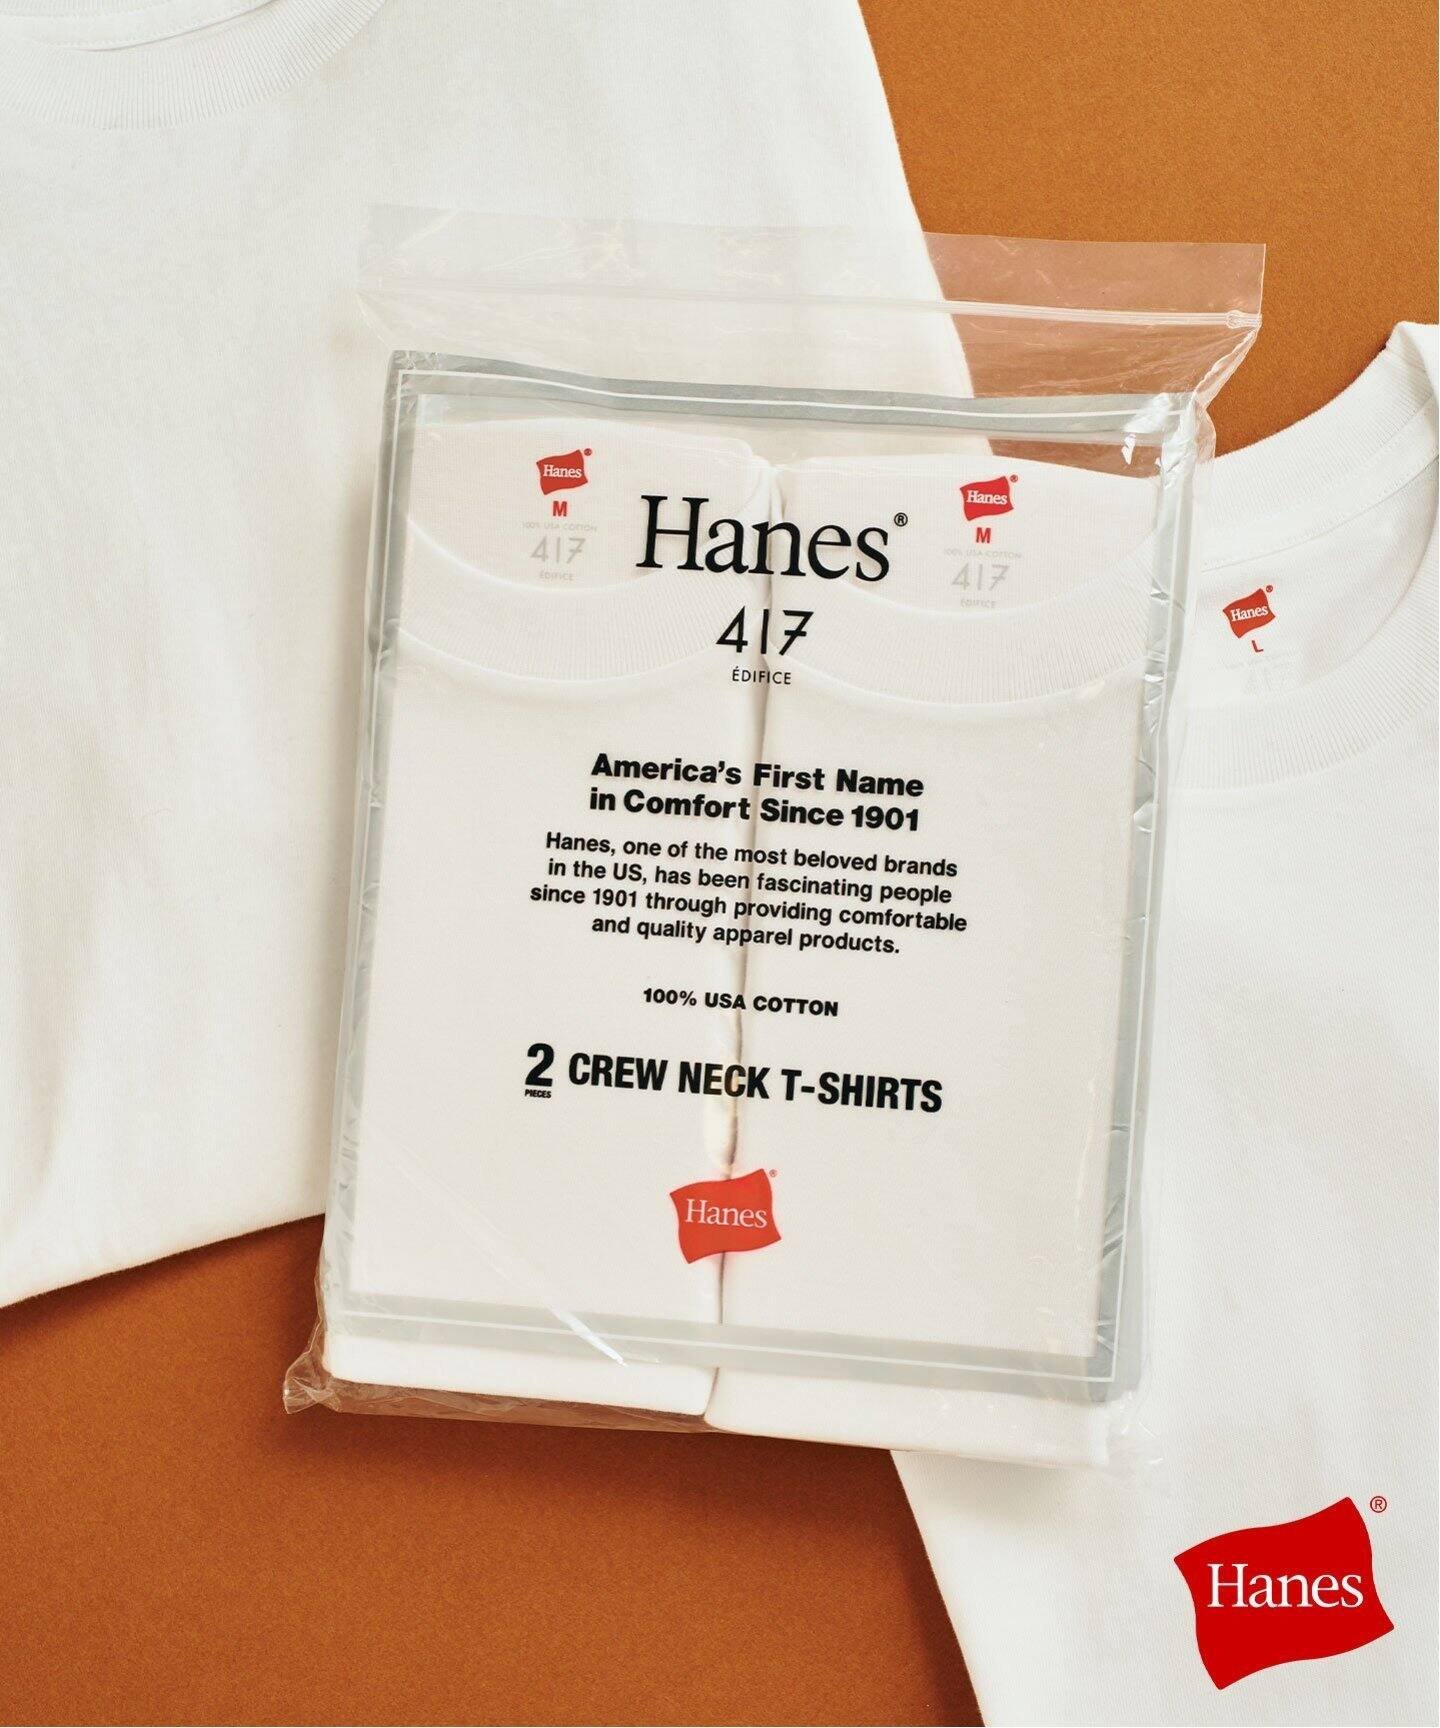 Hanes
M
100% USA COTTON
417
ÉDIFICE
Hanes
M
100% USA COTTON
417
ÉDIFICE
Hanes®
417
ÉDIFICE
Hanes
L
America's First Name
in Comfort Since 1901
Hanes, one of the most beloved brands
in the US, has been fascinating people
since 1901 through providing comfortable
and quality apparel products.
100% USA COTTON
2 CREW NECK T-SHIRTS
PIECES
Hanes®
Hanes®